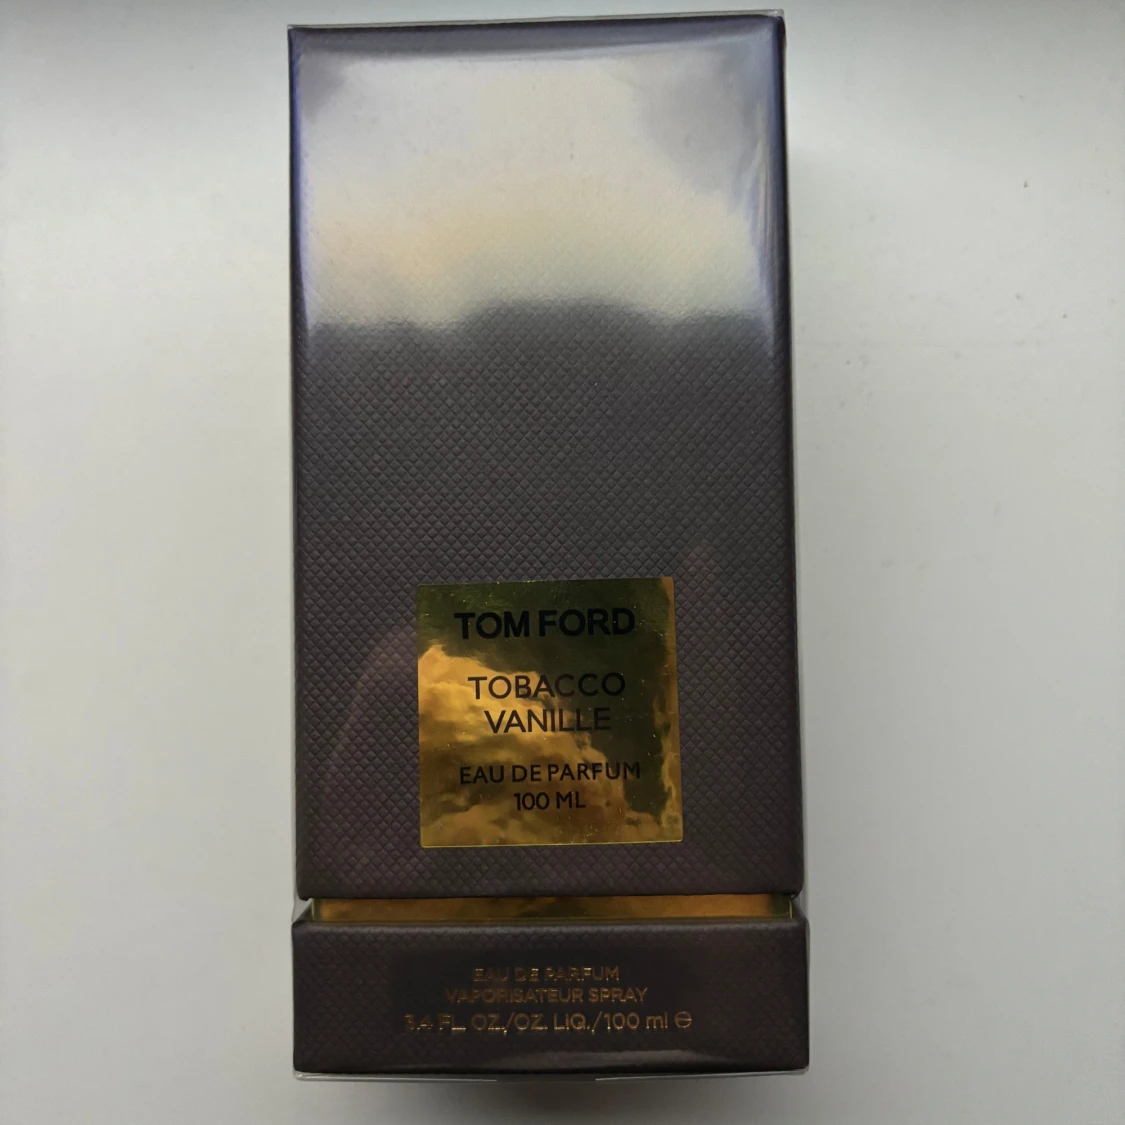 TOM FORD
TOBACCO
VANILLE
EAU DE PARFUM
100 ML
EAU DE PARFUM
VAPORISATEUR SPRAY
3.4 FL. OZ./OZ. LIQ./100 ml ℮